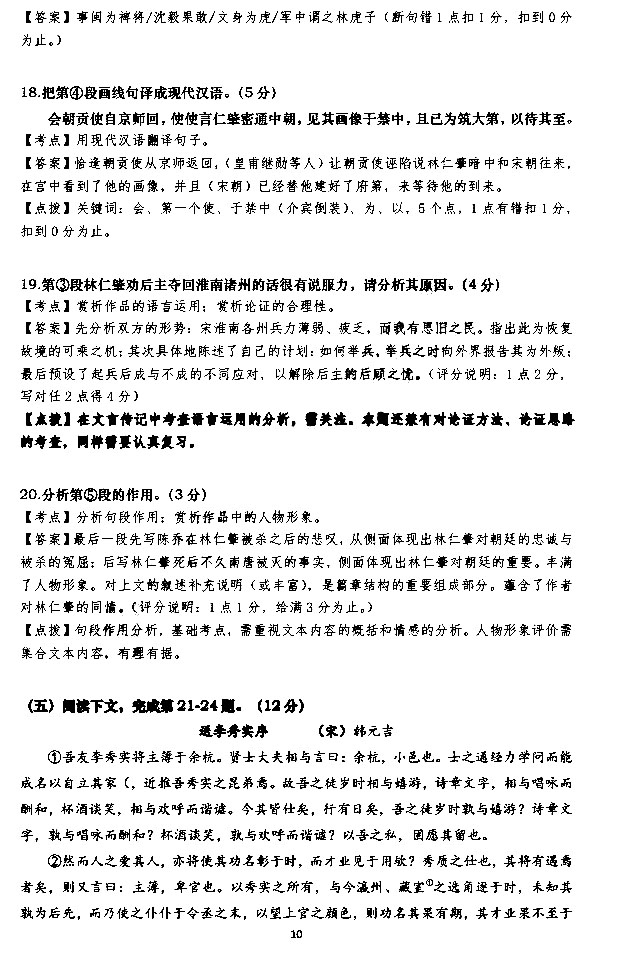 【答案】事闽为裨将/沈毅果敢/文身为虎/军中谓之林虎子（断句错1点扣1分，扣到0分
为止。）
18.把第④段画线句译成现代汉语。（5分）
会朝贡使自京师回，使使言仁肇密通中朝，见其画像于禁中，且已为筑大第，以待其至。
【考点】用现代汉语翻译句子。
【答案】恰逢朝贡使从京师返回，（皇甫继勋等人）让朝贡使诬陷说林仁肇暗中和宋朝往来，
在宫中看到了他的画像，并且（宋朝）已经替他建好了府第，来等待他的到来。
【点拨】关键词：会、第一个使、于禁中（介宾倒装）、为、以，5个点，1点有错扣1分，
扣到0分为止。
19.第③段林仁肇劝后主夺回淮南诸州的话很有说服力，请分析其原因。（4分）
【考点】赏析作品的语言运用；赏析论证的合理性。
【答案】先分析双方的形势：宋淮南各州兵力薄弱、疲乏，而我有思旧之民。指出此为恢复
故境的可乘之机；其次具体地陈述了自己的计划：如何举兵，举兵之时向外界报告其为外叛；
最后预设了起兵后成与不成的不同应对，以解除后主的后顾之忧。（评分说明：1点2分，
写对任2点得4分）
【点拨】在文言传记中考查语言运用的分析，需关注。本题还兼有对论证方法、论证思路
的考查，同样需要认真复习。
20.分析第⑤段的作用。（3分）
【考点】分析句段作用；赏析作品中的人物形象。
【答案】最后一段先写陈乔在林仁肇被杀之后的悲叹，从侧面体现出林仁肇对朝廷的忠诚与
被杀的冤屈；后写林仁肇死后不久南唐被灭的事实，侧面体现出林仁肇对朝廷的重要。丰满
了人物形象。对上文的叙述补充说明（或丰富），是篇章结构的重要组成部分。蕴含了作者
对林仁肇的同情。（评分说明：1点1分，给满3分为止。）
【点拨】句段作用分析，基础考点，需重视文本内容的概括和情感的分析。人物形象评价需
集合文本内容，有理有据。
（五）阅读下文，完成第21-24题。（12分）
送李秀实序 （宋）韩元吉
①吾友李秀实将主簿于余杭。贤士大夫相与言曰：余杭，小邑也。士之通经力学问而能
成名以自立其家（，近推吾秀实之昆弟焉。故吾之徒岁时相与嬉游，诗章文字，相与唱咏而
酬和，杯酒谈笑，相与欢呼而谐谑。今其皆仕矣，行有日矣，吾之徒岁时孰与嬉游？诗章文
字，孰与唱咏而酬和？杯酒谈笑，孰与欢呼而谐谑？以吾之私，固愿其留也。
②然而人之爱其人，亦将使其功名彰于时，而才业见于用欤？秀质之仕也，其将有遇焉
者矣，则又言曰：主簿，卑官也。以秀实之所有，与今瀛州、藏室①之选角逐于时，未知其
孰为后先，而乃使之仆仆于令丞之末，以望上官之颜色，则功名其果有期，其才业果不至于
10